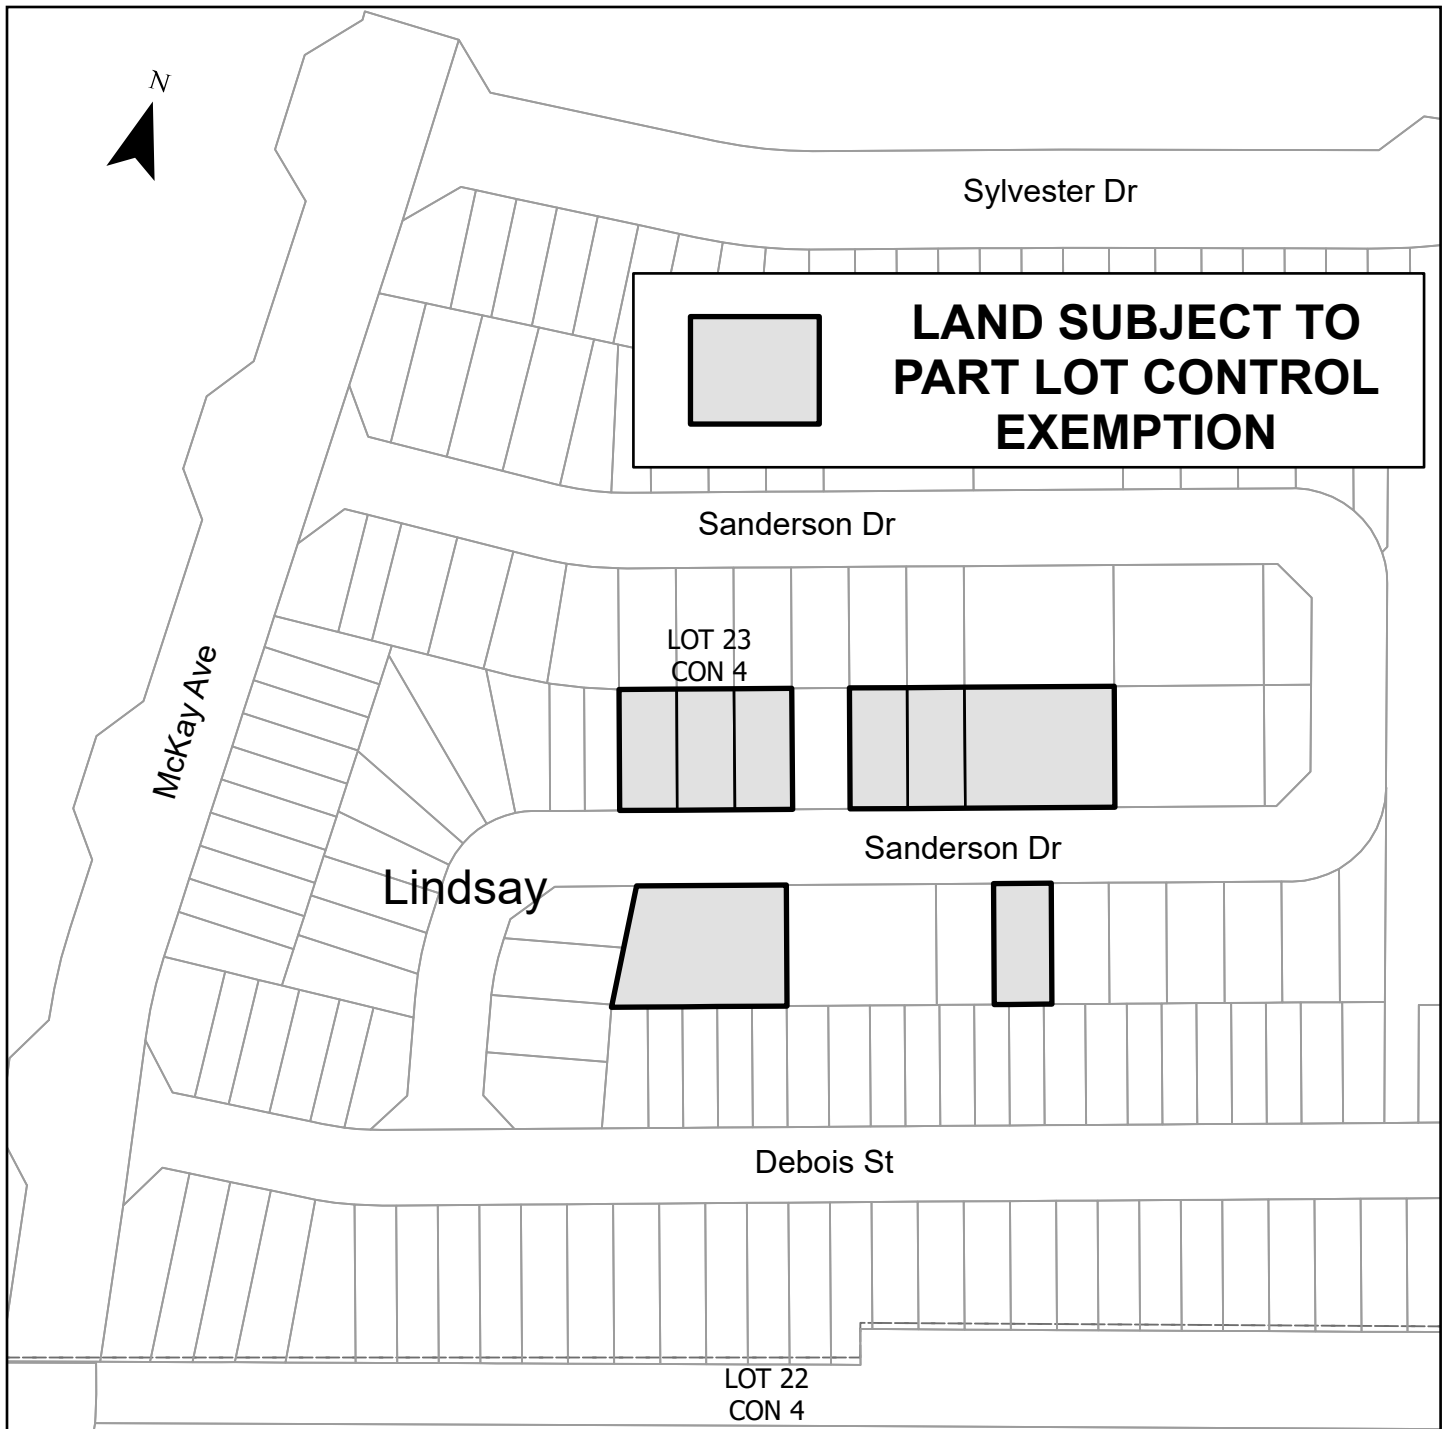 N
Sylvester Dr
LAND SUBJECT TO
PART LOT CONTROL
EXEMPTION
Sanderson Dr
LOT 23
CON 4
McKay Ave
Sanderson Dr
Lindsay
Debois St
LOT 22
CON 4